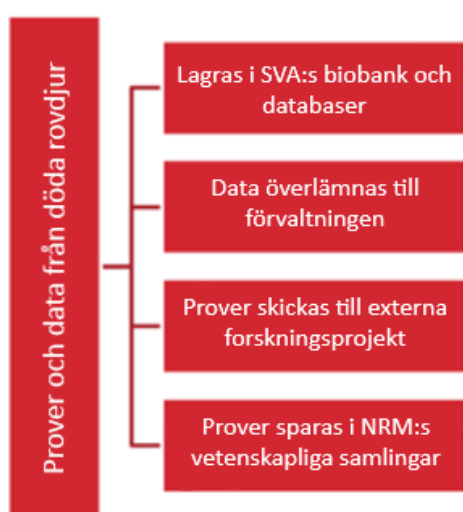 Prover och data från döda rovdjur
Lagras i SVA:s biobank och
databaser
Data överlämnas till
förvaltningen
Prover skickas till externa
forskningsprojekt
Prover sparas i NRM:s
vetenskapliga samlingar